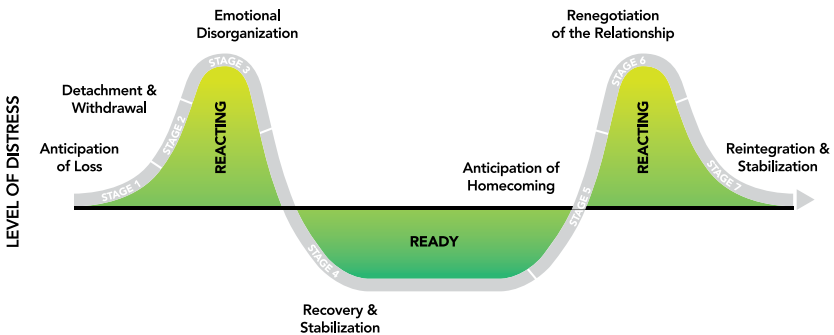 Emotional
Disorganization
Renegotiation
of the Relationship
STAGE 3
STAGE 6
Detachment &
Withdrawal
STAGE 2
REACTING
REACTING
Anticipation
of Loss
STAGE 1
Anticipation of
Homecoming
STAGE 5
Reintegration &
Stabilization
STAGE 7
LEVEL OF DISTRESS
READY
STAGE 4
Recovery &
Stabilization